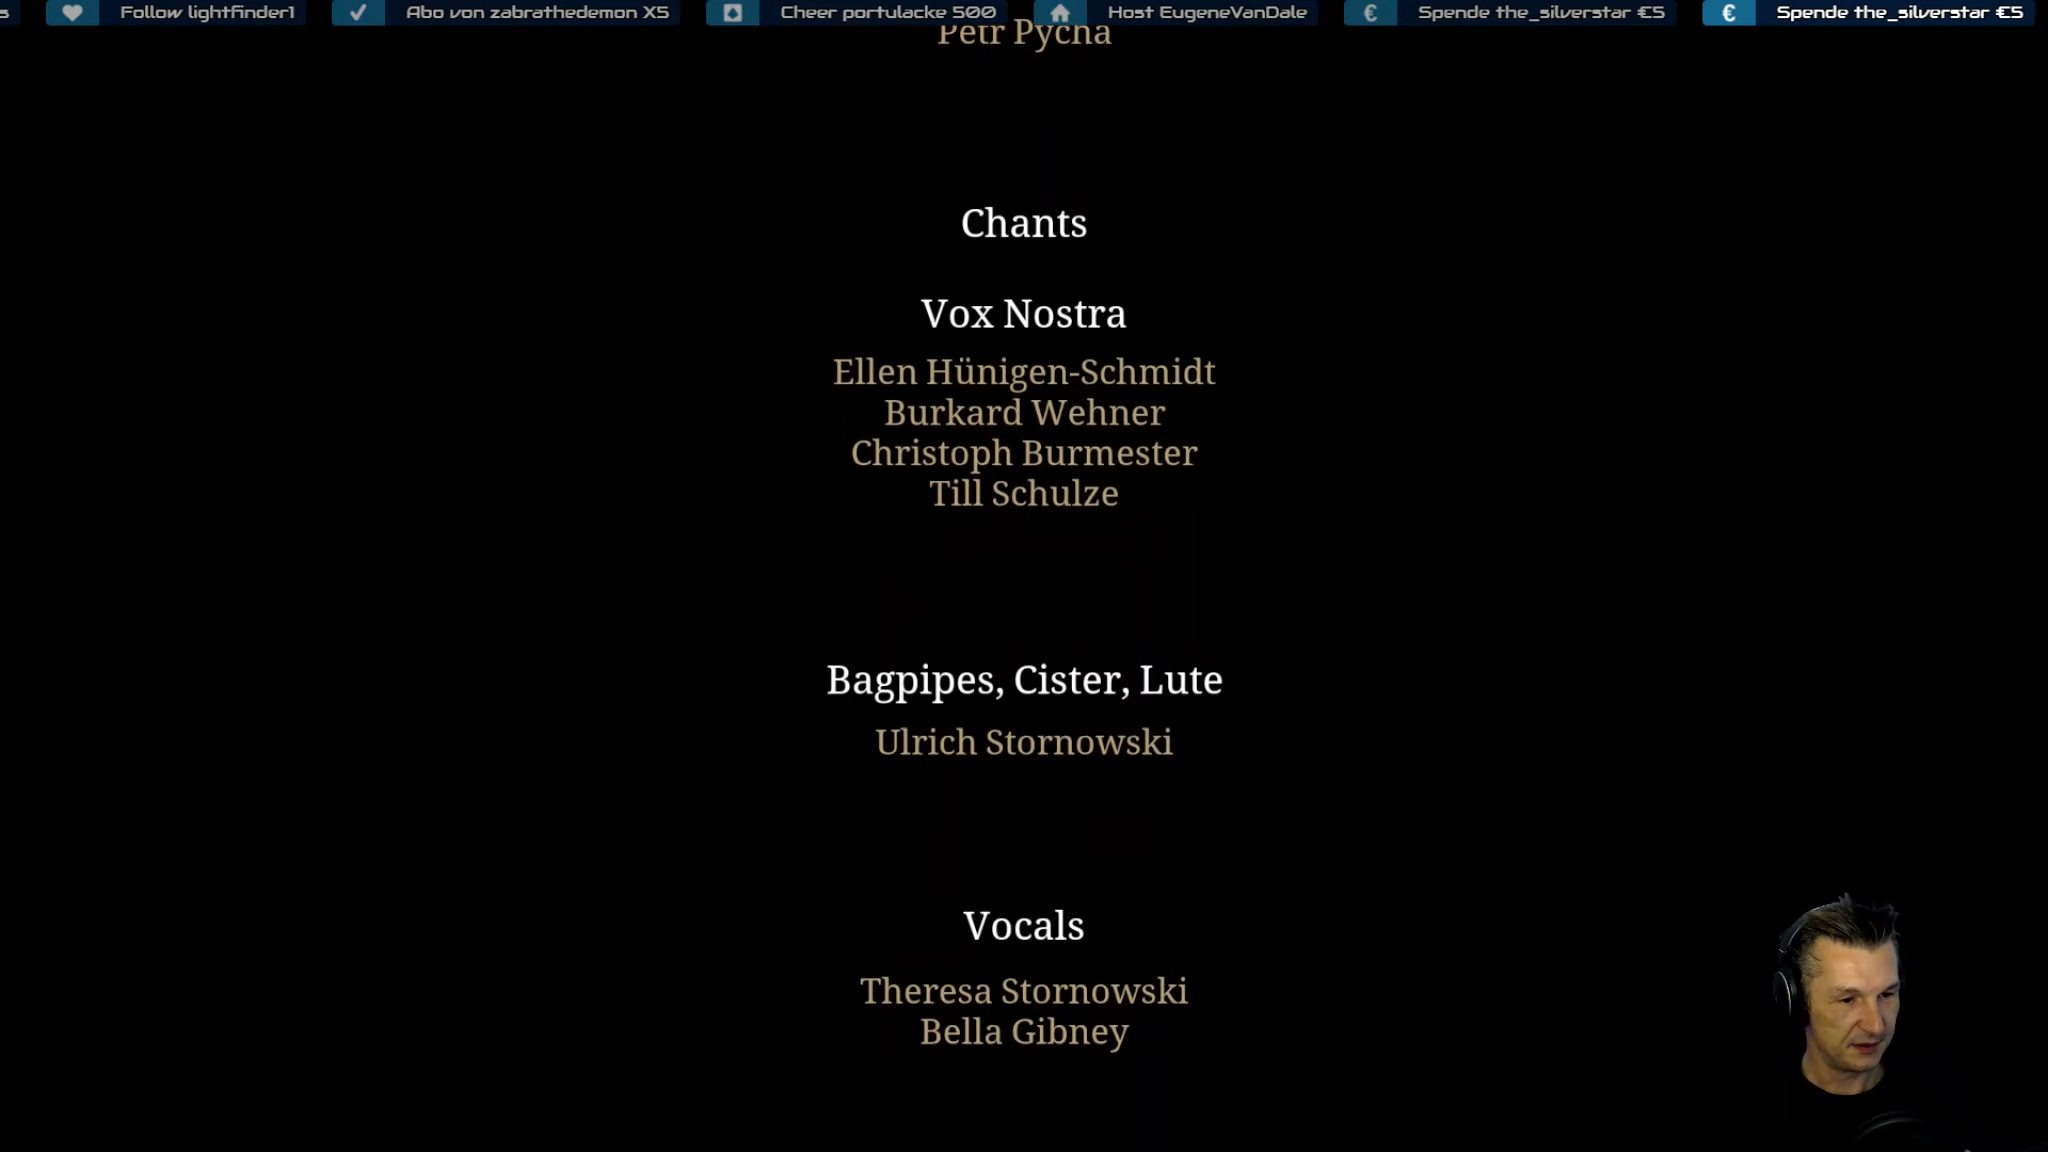 Follow lightfinder1
Abo von zabrathedemon X5
Cheer portulacke 500
Host EugeneVanDale
€ Spende the_silverstar €5
€ Spende the_silverstar €5
Petr Pycha
Chants
Vox Nostra
Ellen Hünigen-Schmidt
Burkard Wehner
Christoph Burmester
Till Schulze
Bagpipes, Cister, Lute
Ulrich Stornowski
Vocals
Theresa Stornowski
Bella Gibney